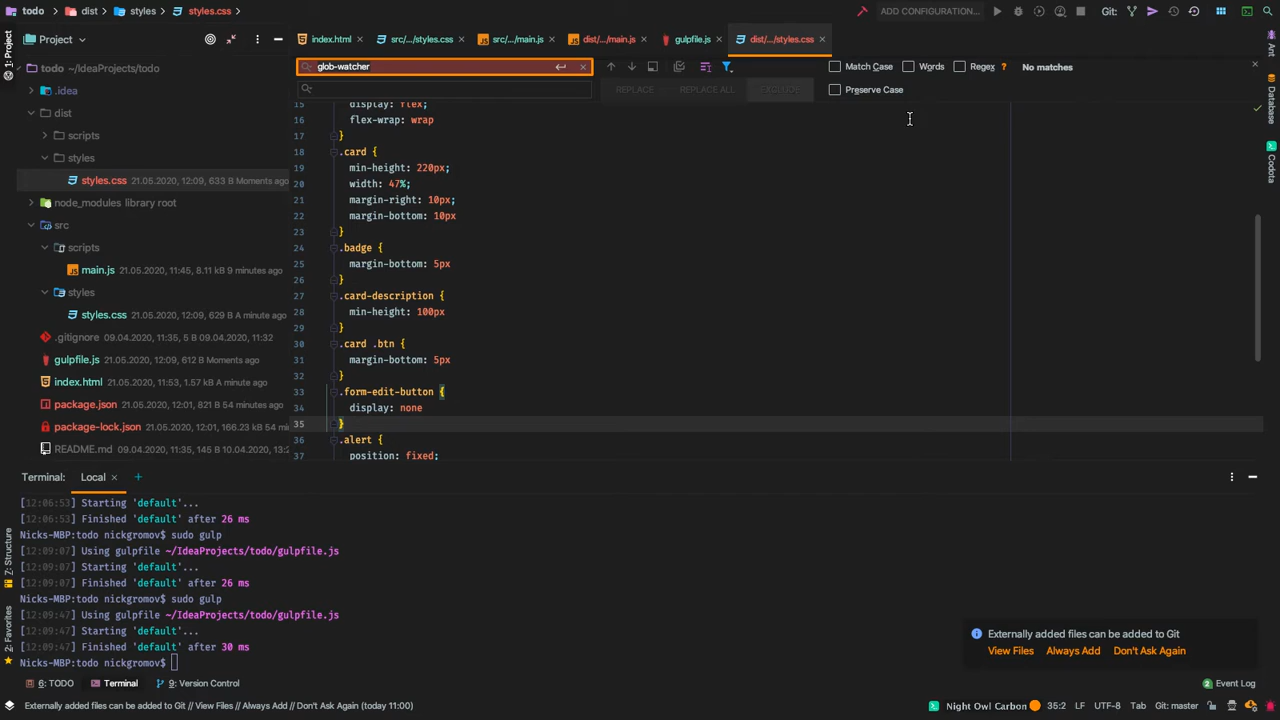 todo dist styles styles.css
ADD CONFIGURATION... Git:
1: Project
Project
index.html src/.../styles.css src/.../main.js dist/.../main.js gulpfile.js dist/.../styles.css
Ant
Database
Codota
glob-watcher
Match Case Words Regex ? No matches
REPLACE REPLACE ALL EXCLUDE Preserve Case
todo ~/IdeaProjects/todo
.idea
dist
scripts
styles
styles.css 21.05.2020, 12:09, 633 B Moments ago
node_modules library root
src
scripts
main.js 21.05.2020, 11:45, 8.11 kB 9 minutes ago
styles
styles.css 21.05.2020, 12:09, 629 B A minute ago
.gitignore 09.04.2020, 11:35, 5 B 09.04.2020, 11:32
gulpfile.js 21.05.2020, 12:09, 612 B Moments ago
index.html 21.05.2020, 11:53, 1.57 kB A minute ago
package.json 21.05.2020, 11:01, 821 B 54 minutes ago
package-lock.json 21.05.2020, 11:01, 166.23 kB 54 min
README.md 09.04.2020, 11:35, 145 B 10.04.2020, 13:2
15 display: flex;
16 flex-wrap: wrap
17 }
18 .card {
19 min-height: 220px;
20 width: 47%;
21 margin-right: 10px;
22 margin-bottom: 10px
23 }
24 .badge {
25 margin-bottom: 5px
26 }
27 .card-description {
28 min-height: 100px
29 }
30 .card .btn {
31 margin-bottom: 5px
32 }
33 .form-edit-button {
34 display: none
35 }
36 .alert {
37 position: fixed;
Terminal: Local +
[12:06:53] Starting 'default'...
[12:06:53] Finished 'default' after 26 ms
Nicks-MBP:todo nickgromov$ sudo gulp
[12:09:07] Using gulpfile ~/IdeaProjects/todo/gulpfile.js
[12:09:07] Starting 'default'...
[12:09:07] Finished 'default' after 26 ms
Nicks-MBP:todo nickgromov$ sudo gulp
[12:09:47] Using gulpfile ~/IdeaProjects/todo/gulpfile.js
[12:09:47] Starting 'default'...
[12:09:47] Finished 'default' after 30 ms
Nicks-MBP:todo nickgromov$
Z: Structure
2: Favorites
Externally added files can be added to Git
View Files Always Add Don't Ask Again
6: TODO Terminal 9: Version Control 2 Event Log
Externally added files can be added to Git // View Files // Always Add // Don't Ask Again (today 11:00)
Night Owl Carbon 35:2 LF UTF-8 Tab Git: master